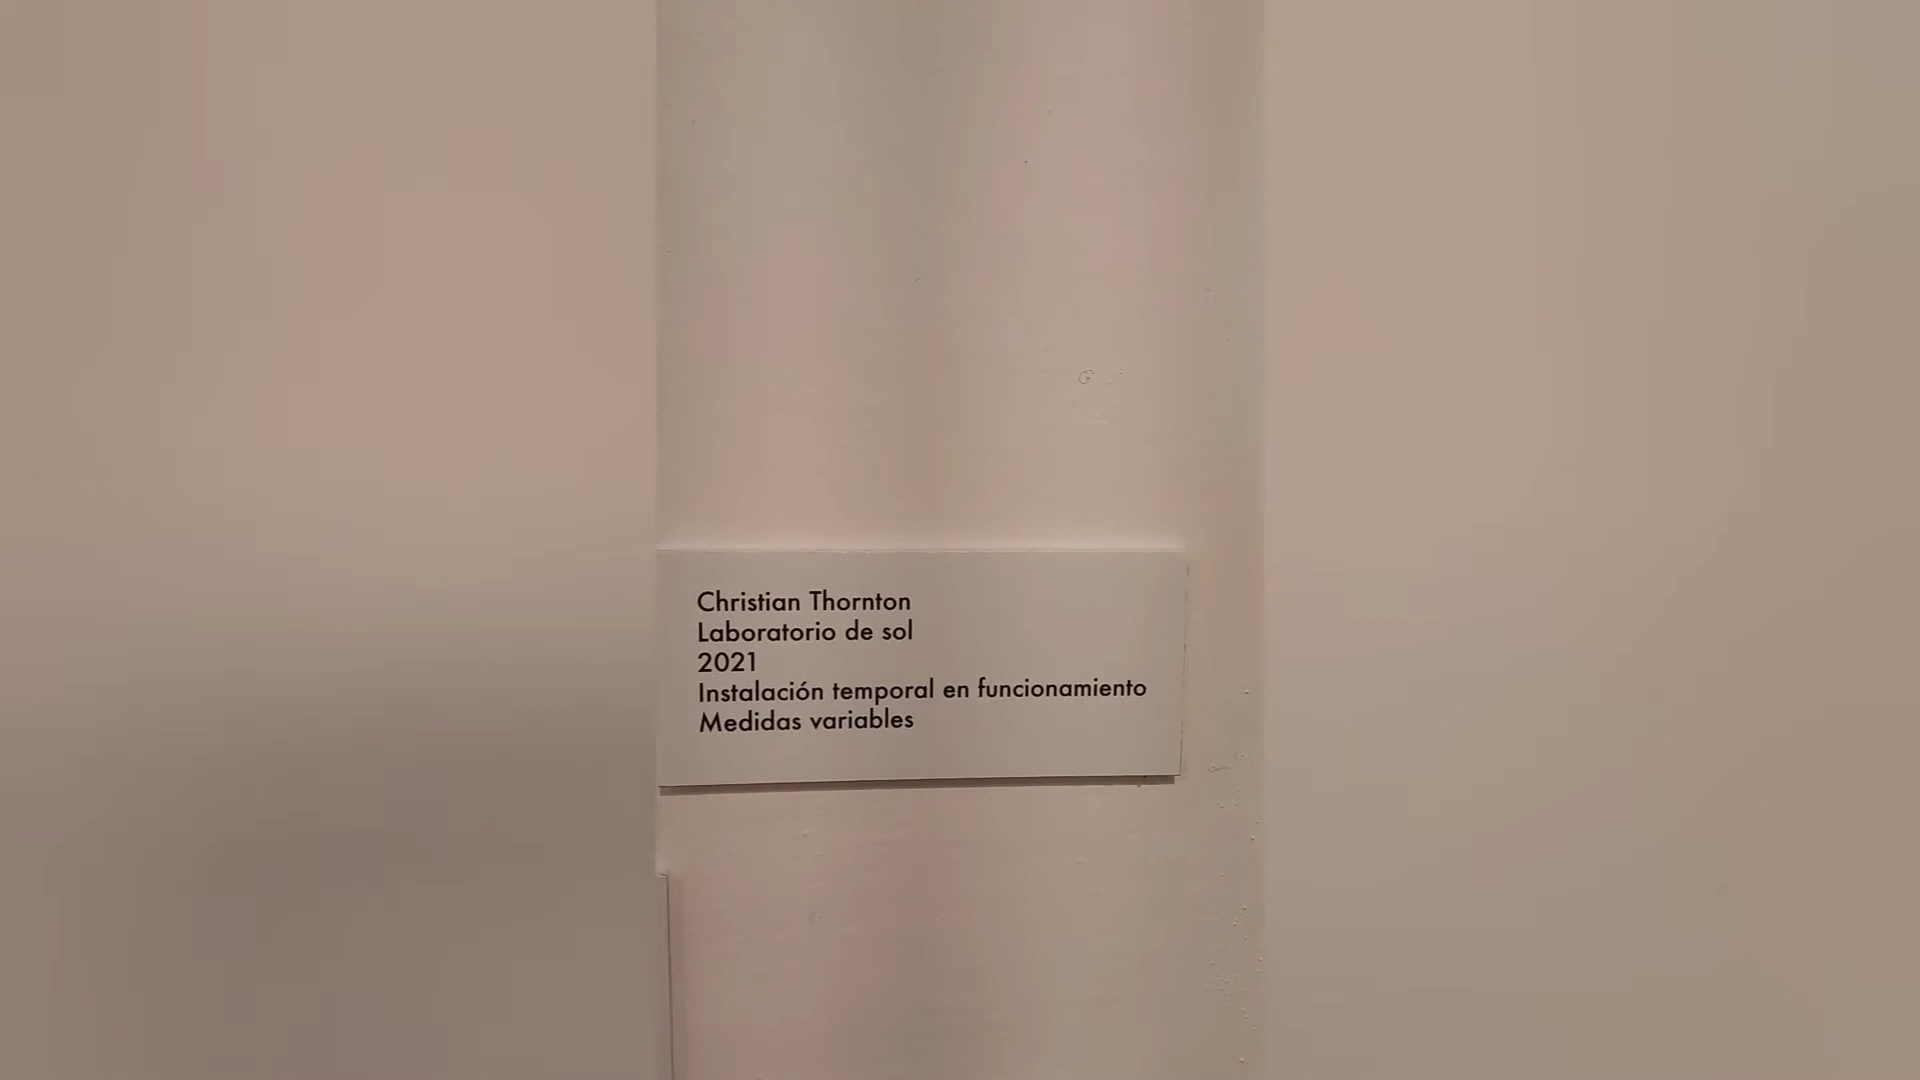 Christian Thornton
Laboratorio de sol
2021
Instalación temporal en funcionamiento
Medidas variables